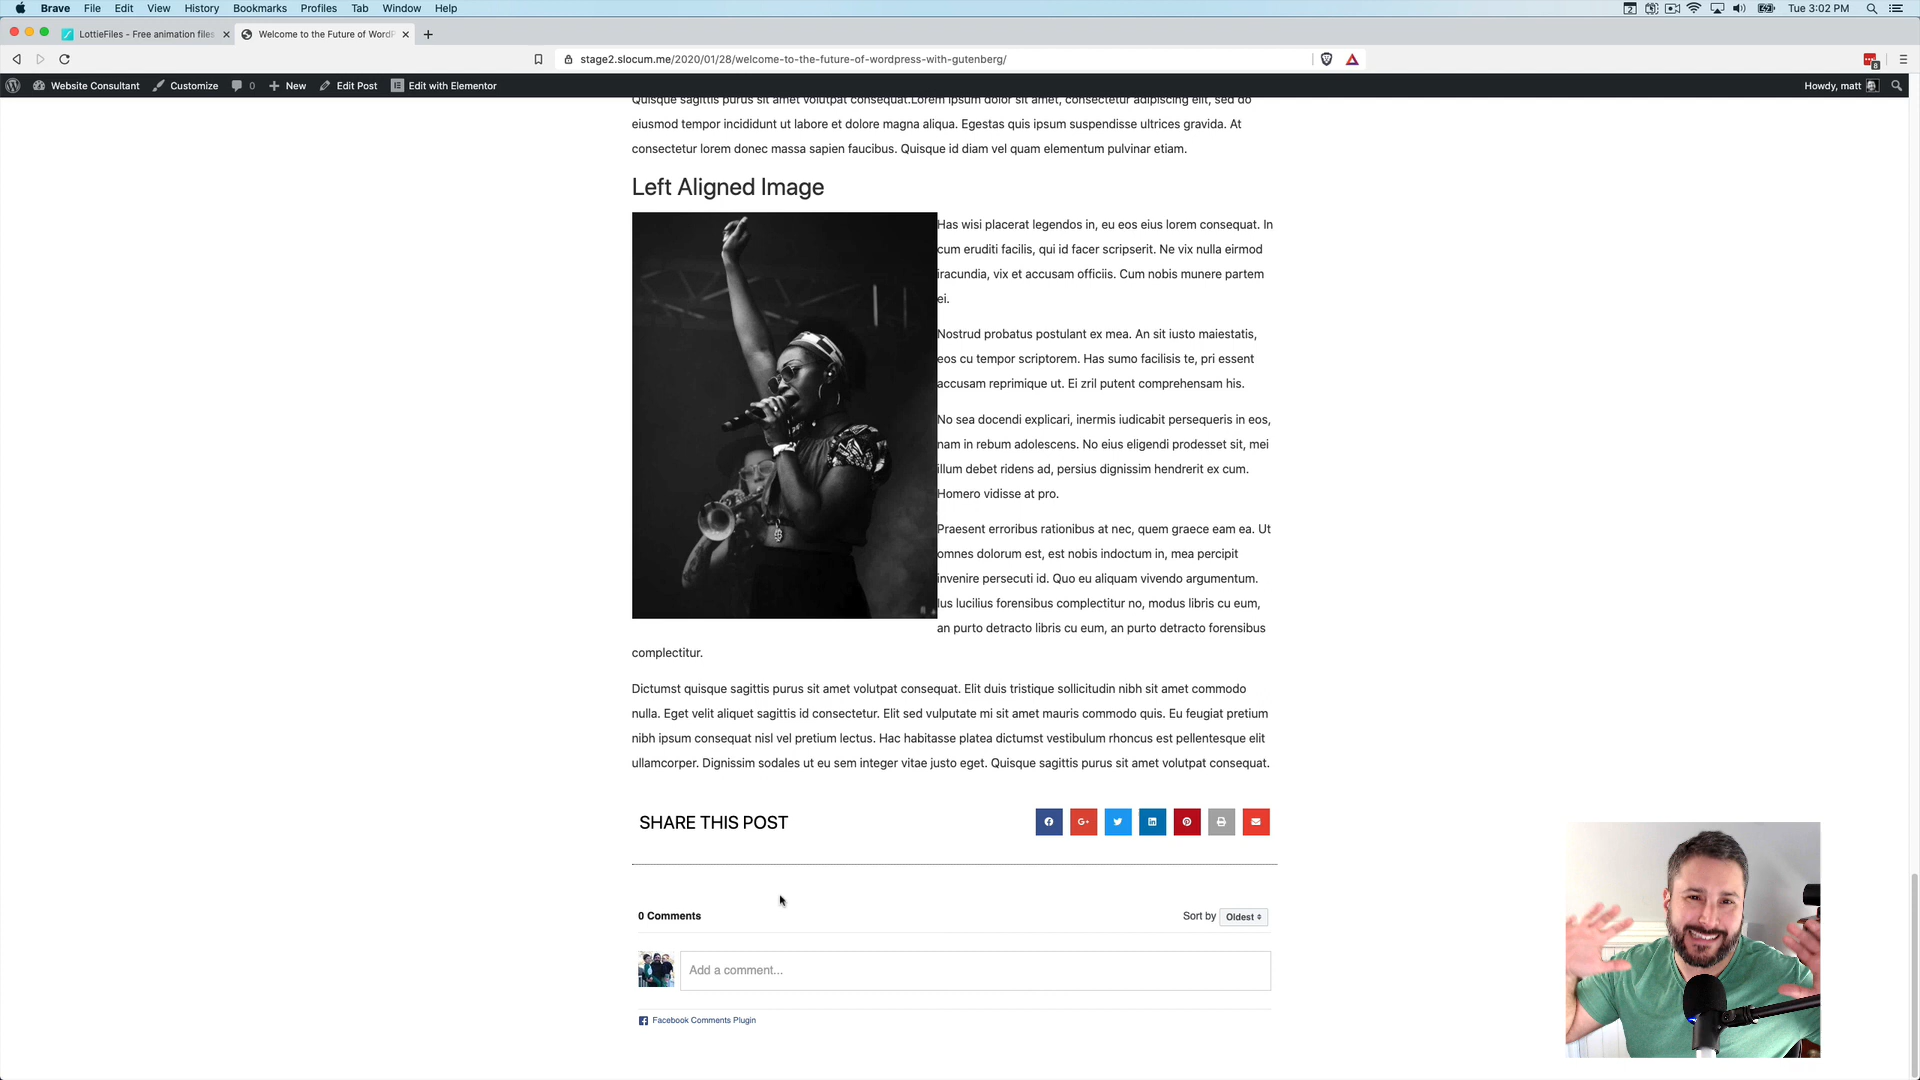 Brave File Edit View History Bookmarks Profiles Tab Window Help Tue 3:02 PM
LottieFiles - Free animation files Welcome to the Future of WordP
stage2.slocum.me/2020/01/28/welcome-to-the-future-of-wordpress-with-gutenberg/
Website Consultant Customize 0 New Edit Post Edit with Elementor Howdy, matt
Quisque sagittis purus sit amet volutpat consequat.Lorem ipsum dolor sit amet, consectetur adipiscing elit, sed do
eiusmod tempor incididunt ut labore et dolore magna aliqua. Egestas quis ipsum suspendisse ultrices gravida. At
consectetur lorem donec massa sapien faucibus. Quisque id diam vel quam elementum pulvinar etiam.
Left Aligned Image
Has wisi placerat legendos in, eu eos eius lorem consequat. In
cum eruditi facilis, qui id facer scripserit. Ne vix nulla eirmod
iracundia, vix et accusam officiis. Cum nobis munere partem
ei.
Nostrud probatus postulant ex mea. An sit iusto maiestatis,
eos cu tempor scriptorem. Has sumo facilisis te, pri essent
accusam reprimique ut. Ei zril putent comprehensam his.
No sea docendi explicari, inermis iudicabit persequeris in eos,
nam in rebum adolescens. No eius eligendi prodesset sit, mei
illum debet ridens ad, persius dignissim hendrerit ex cum.
Homero vidisse at pro.
Praesent erroribus rationibus at nec, quem graece eam ea. Ut
omnes dolorum est, est nobis indoctum in, mea percipit
invenire persecuti id. Quo eu aliquam vivendo argumentum.
Ius lucilius forensibus complectitur no, modus libris cu eum,
an purto detracto libris cu eum, an purto detracto forensibus
complectitur.
Dictumst quisque sagittis purus sit amet volutpat consequat. Elit duis tristique sollicitudin nibh sit amet commodo
nulla. Eget velit aliquet sagittis id consectetur. Elit sed vulputate mi sit amet mauris commodo quis. Eu feugiat pretium
nibh ipsum consequat nisl vel pretium lectus. Hac habitasse platea dictumst vestibulum rhoncus est pellentesque elit
ullamcorper. Dignissim sodales ut eu sem integer vitae justo eget. Quisque sagittis purus sit amet volutpat consequat.
SHARE THIS POST
0 Comments Sort by Oldest
Add a comment...
Facebook Comments Plugin